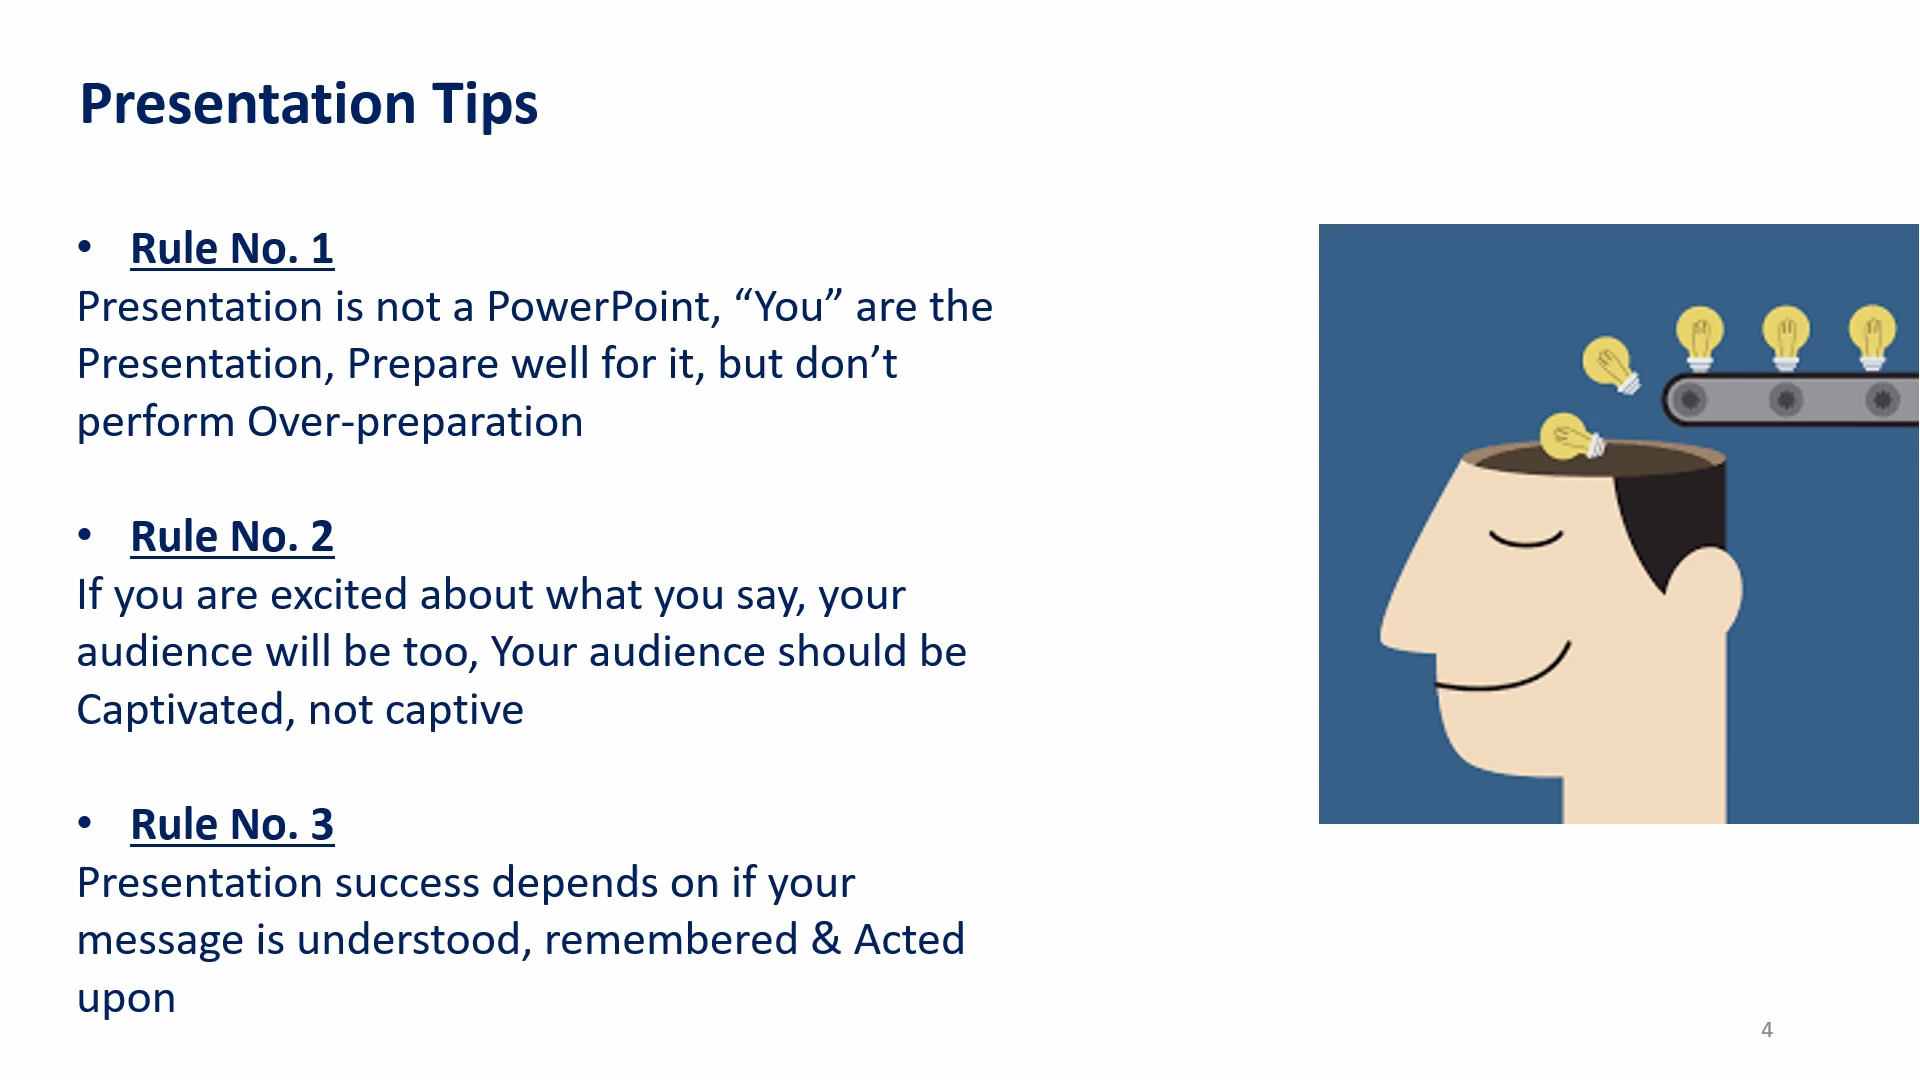 Presentation Tips
• Rule No. 1
Presentation is not a PowerPoint, “You” are the
Presentation, Prepare well for it, but don’t
perform Over-preparation
• Rule No. 2
If you are excited about what you say, your
audience will be too, Your audience should be
Captivated, not captive
• Rule No. 3
Presentation success depends on if your
message is understood, remembered & Acted
upon
4